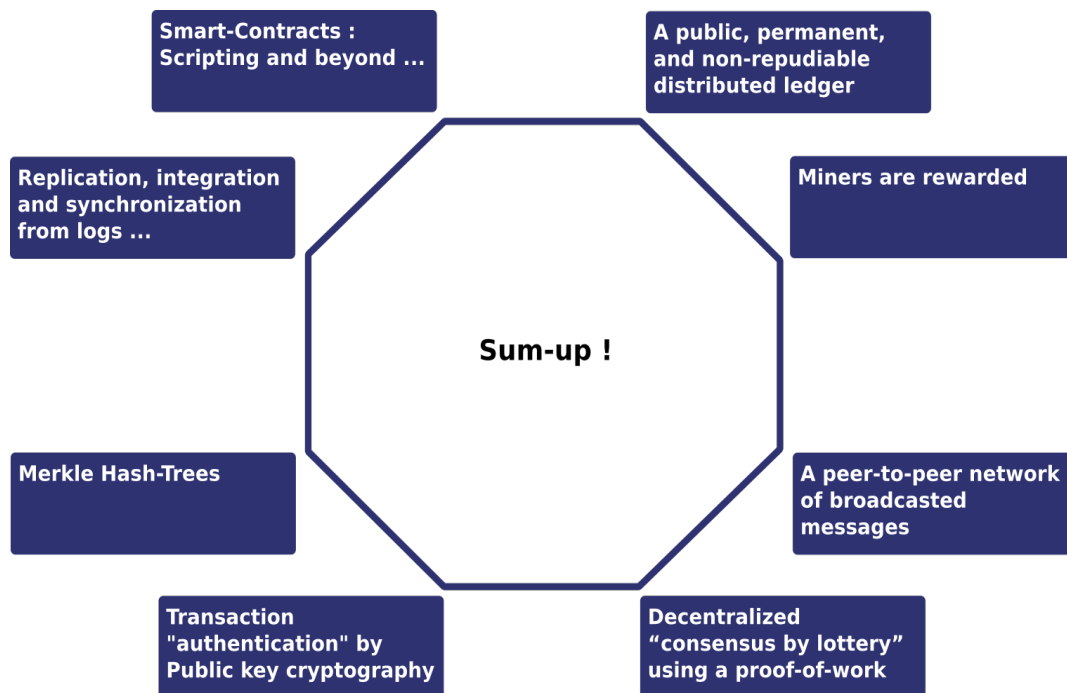 Smart-Contracts :
Scripting and beyond ...
A public, permanent,
and non-repudiable
distributed ledger
Replication, integration
and synchronization
from logs ...
Miners are rewarded
Sum-up !
Merkle Hash-Trees
A peer-to-peer network
of broadcasted
messages
Transaction
"authentication" by
Public key cryptography
Decentralized
“consensus by lottery”
using a proof-of-work